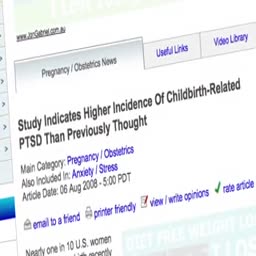 www.JonGabriel.com.au
Pregnancy / Obstetrics News
Useful Links
Video Library
Study Indicates Higher Incidence Of Childbirth-Related
PTSD Than Previously Thought
Main Category: Pregnancy / Obstetrics
Also Included In: Anxiety / Stress
Article Date: 06 Aug 2008 - 5:00 PDT
email to a friend
printer friendly
view / write opinions
rate article
Nearly one in 10 U.S. women